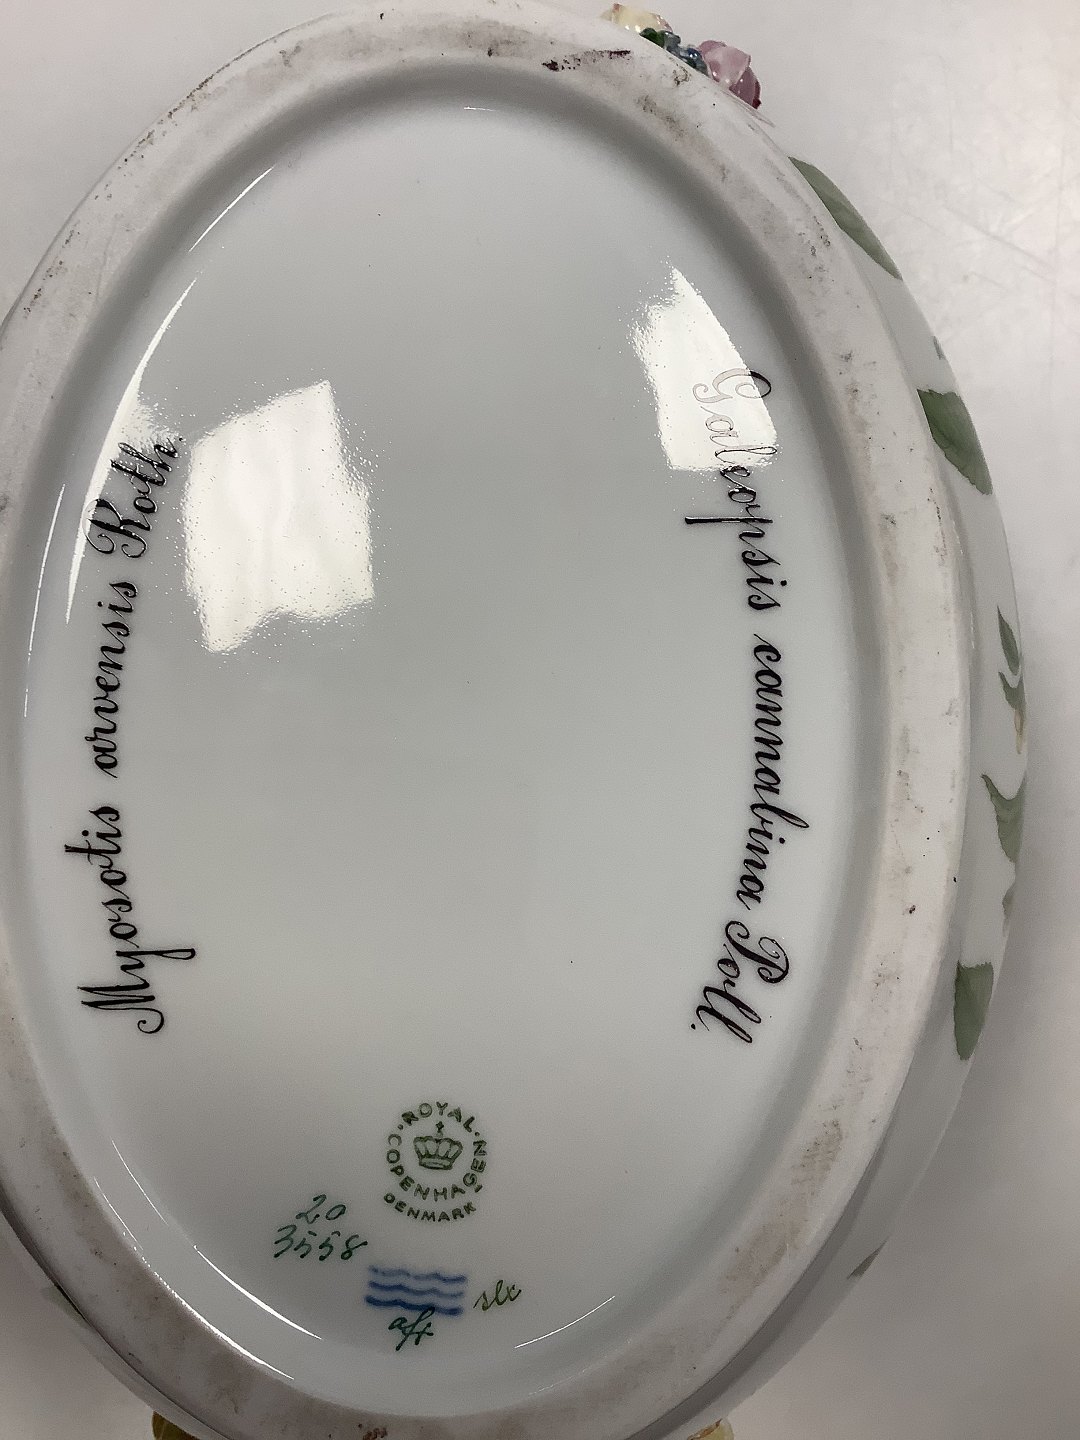 Myosotis arvensis Roth.
Galeopsis cannabina Poll.
ROYAL COPENHAGEN
DENMARK
20
3558